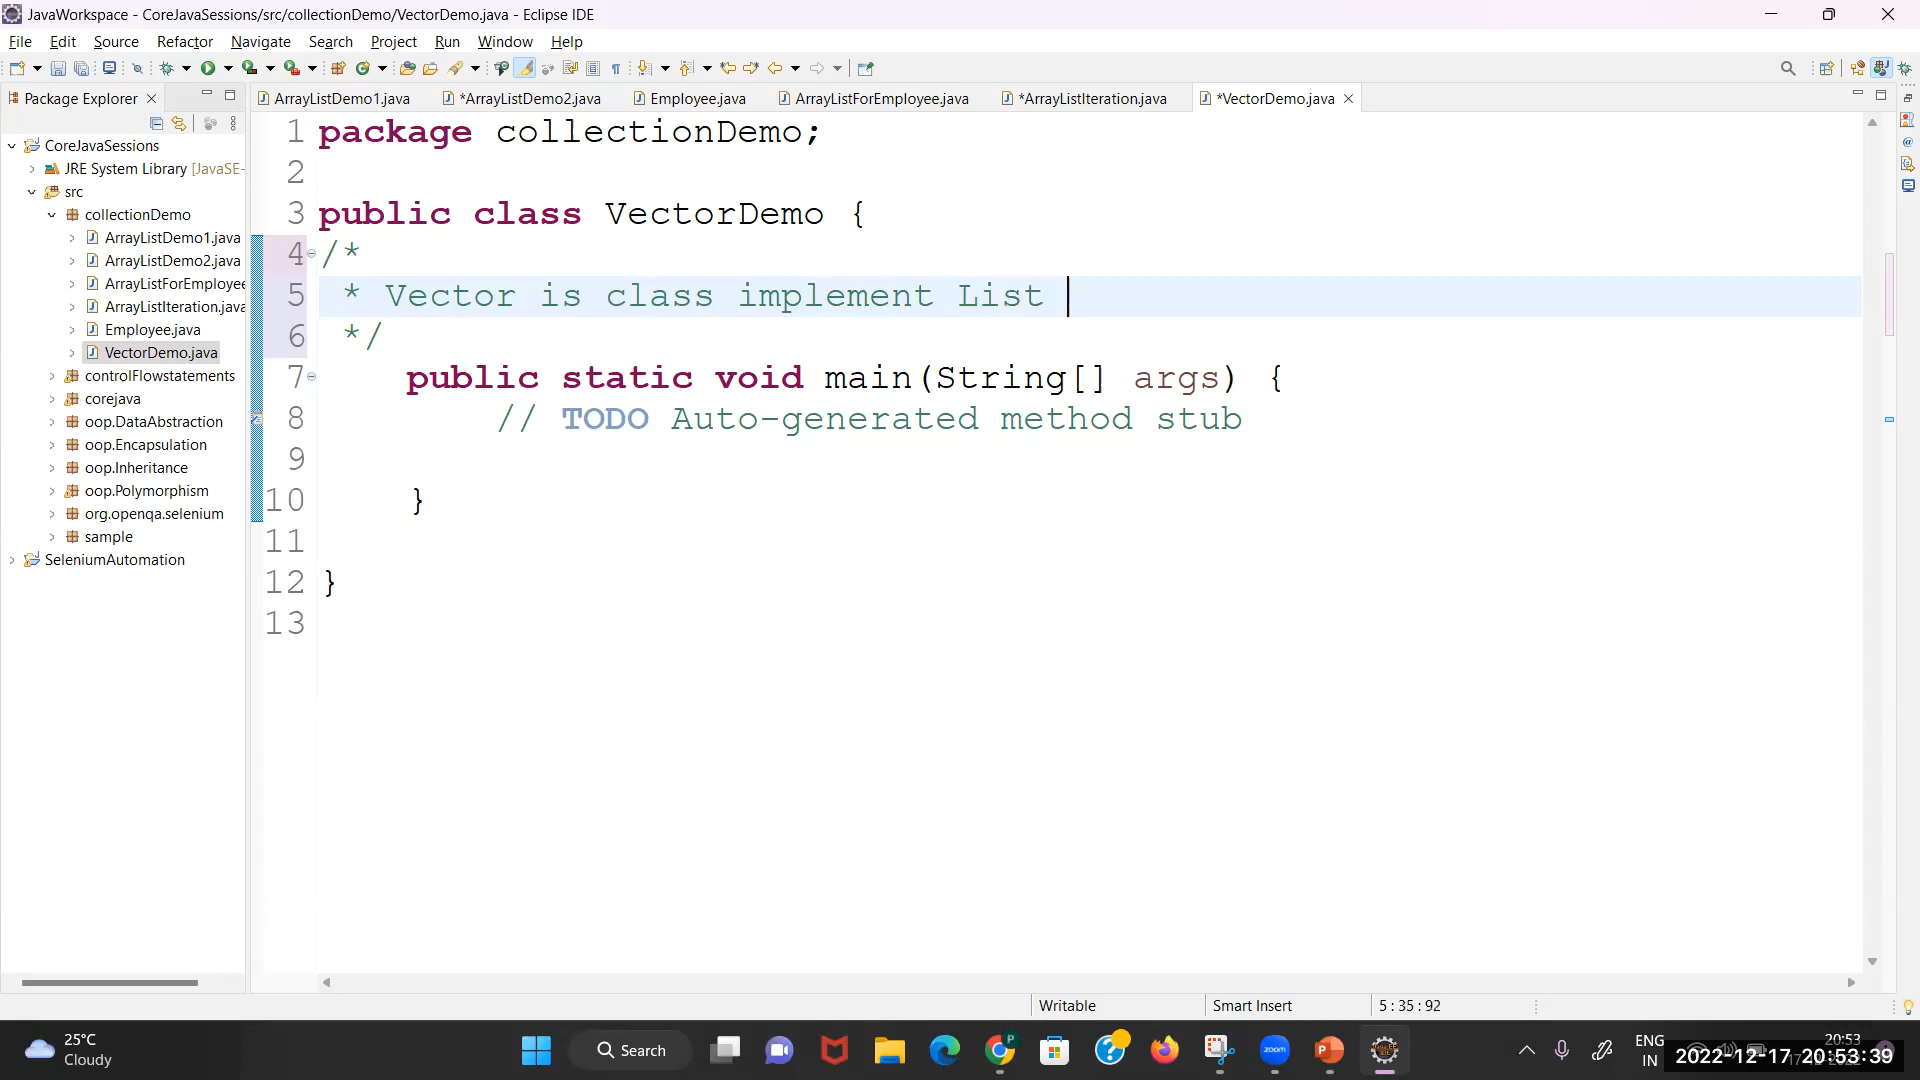 JavaWorkspace - CoreJavaSessions/src/collectionDemo/VectorDemo.java - Eclipse IDE
File Edit Source Refactor Navigate Search Project Run Window Help
Package Explorer
ArrayListDemo1.java *ArrayListDemo2.java Employee.java ArrayListForEmployee.java *ArrayListIteration.java *VectorDemo.java
CoreJavaSessions
JRE System Library [JavaSE-
src
collectionDemo
ArrayListDemo1.java
ArrayListDemo2.java
ArrayListForEmployee
ArrayListIteration.java
Employee.java
VectorDemo.java
controlFlowstatements
corejava
oop.DataAbstraction
oop.Encapsulation
oop.Inheritance
oop.Polymorphism
org.openqa.selenium
sample
SeleniumAutomation
1 package collectionDemo;
2
3 public class VectorDemo {
4 /*
5 * Vector is class implement List
6 */
7 public static void main(String[] args) {
8 // TODO Auto-generated method stub
9
10 }
11
12 }
13
Writable Smart Insert 5 : 35 : 92
25°C
Cloudy
Search
zoom
ENG
IN
20:53
2022-12-17 20:53:39